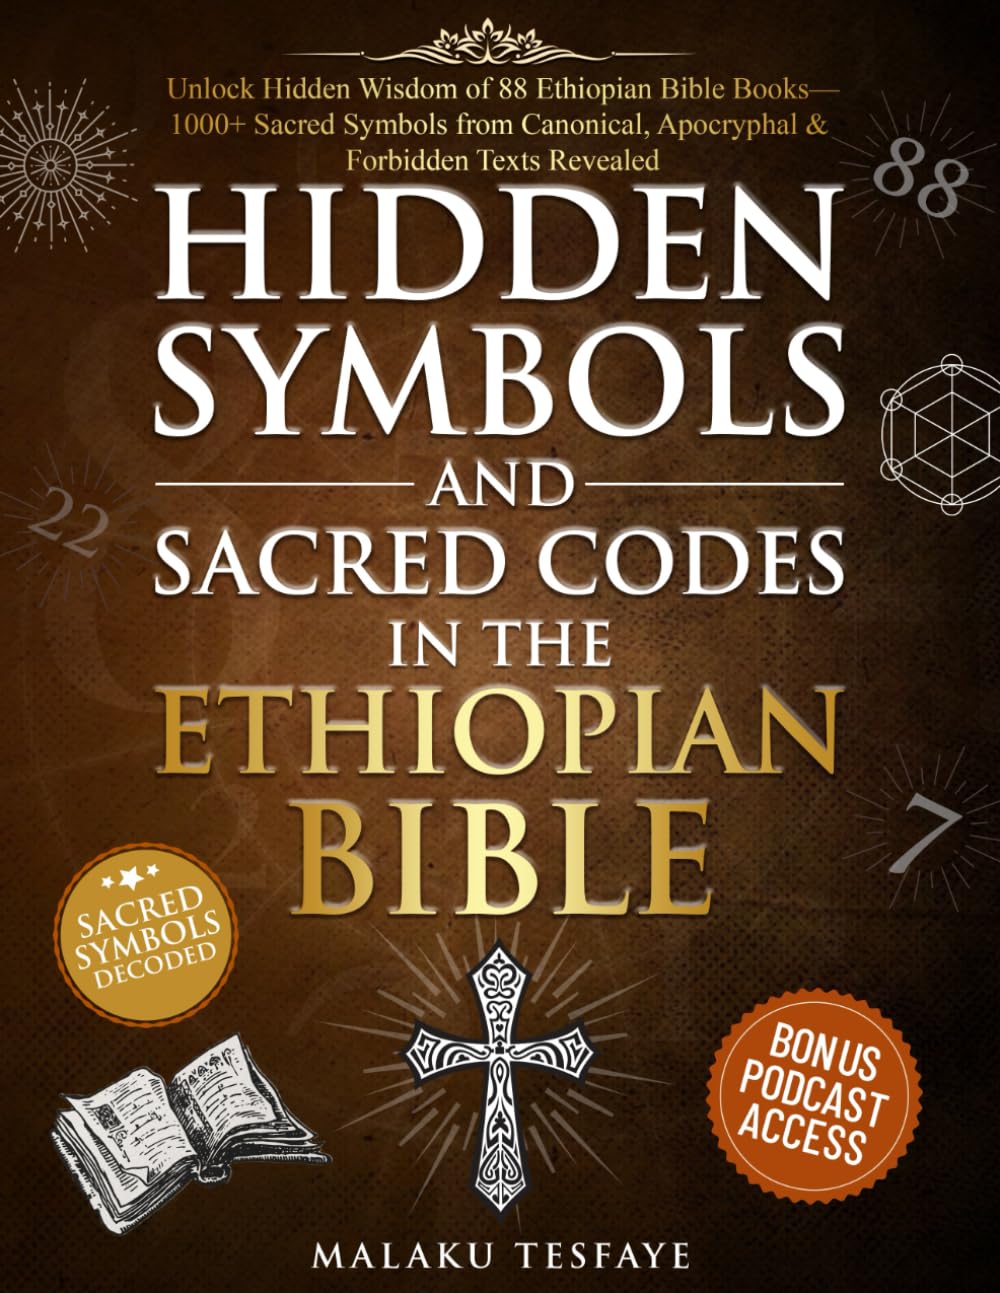 Unlock Hidden Wisdom of 88 Ethiopian Bible Books—
1000+ Sacred Symbols from Canonical, Apocryphal &
Forbidden Texts Revealed
88
HIDDEN
SYMBOLS
AND
22
SACRED CODES
IN THE
ETHIOPIAN
7
BIBLE
SACRED
SYMBOLS
DECODED
BONUS
PODCAST
ACCESS
MALAKU TESFAYE